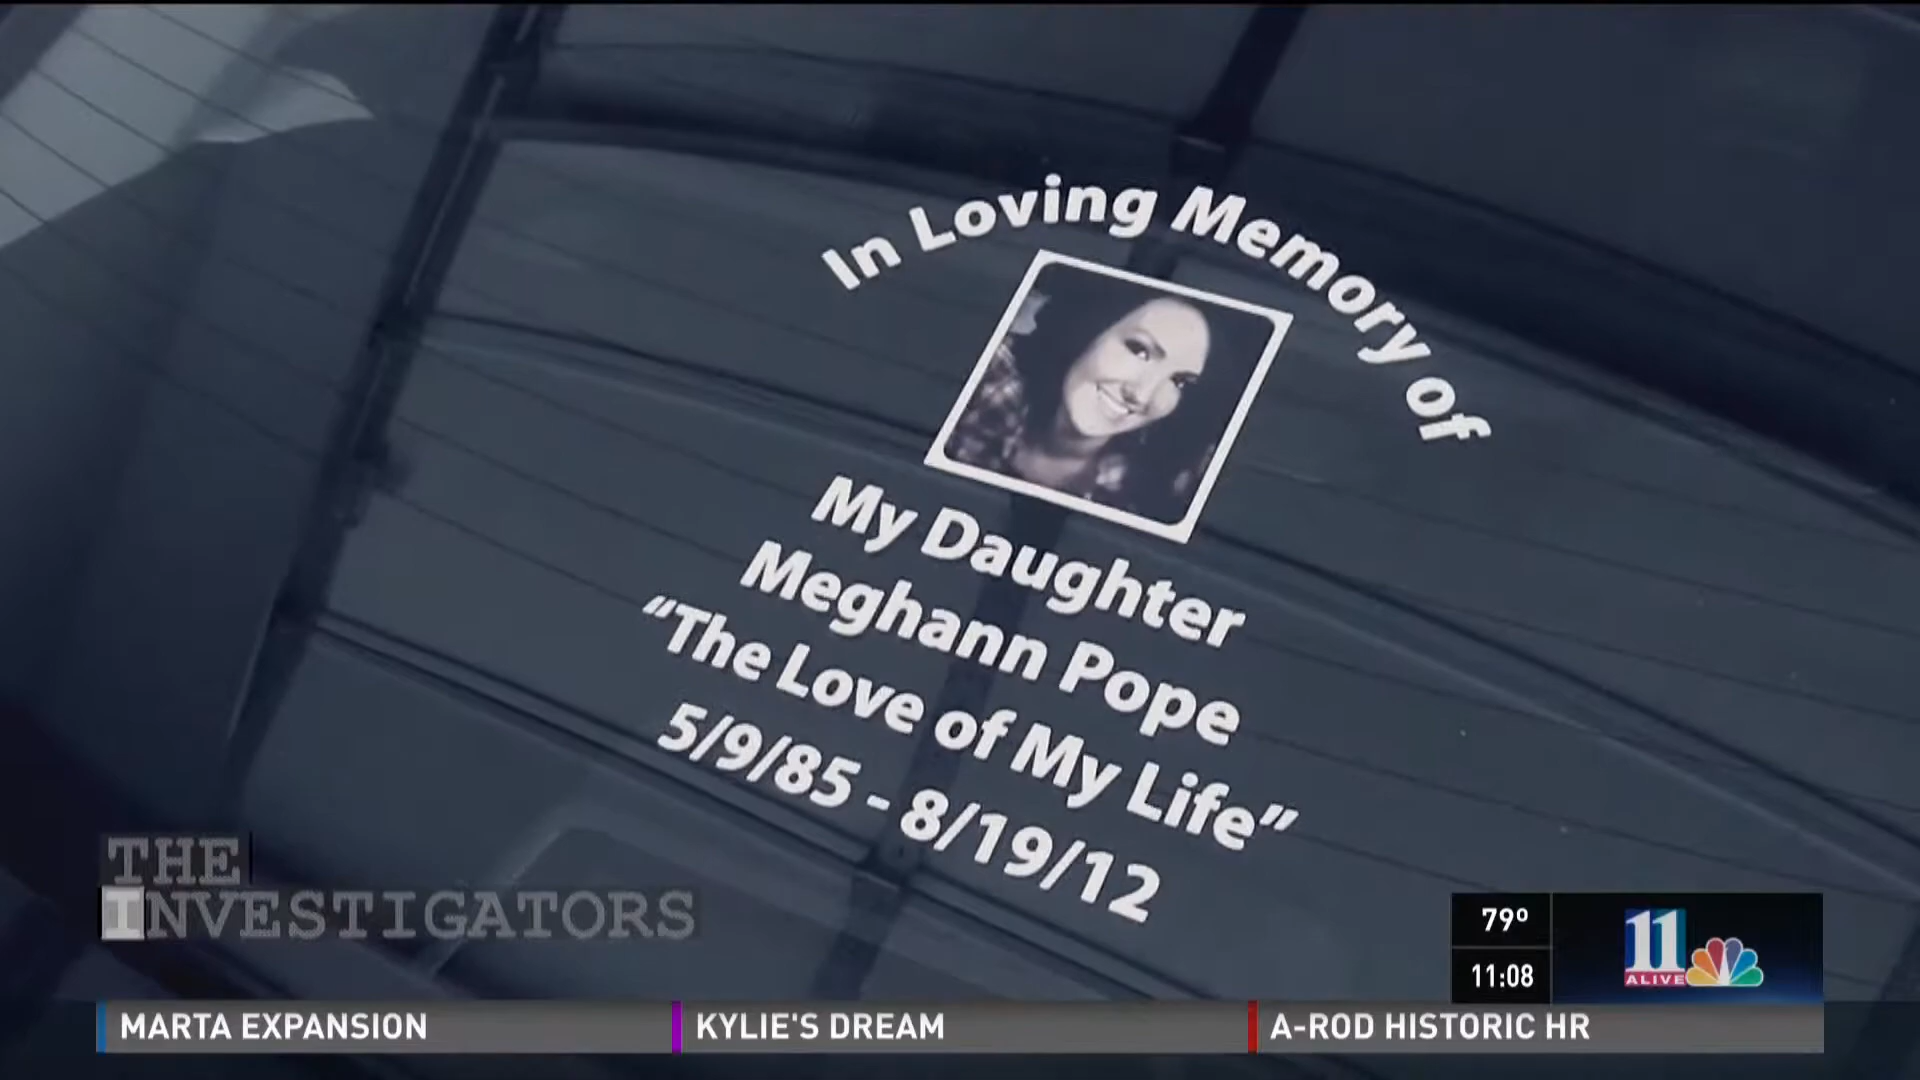 In Loving Memory of
My Daughter
Meghann Pope
“The Love of My Life”
5/9/85 - 8/19/12
THE
INVESTIGATORS
79º
11:08
11
ALIVE
MARTA EXPANSION
KYLIE'S DREAM
A-ROD HISTORIC HR